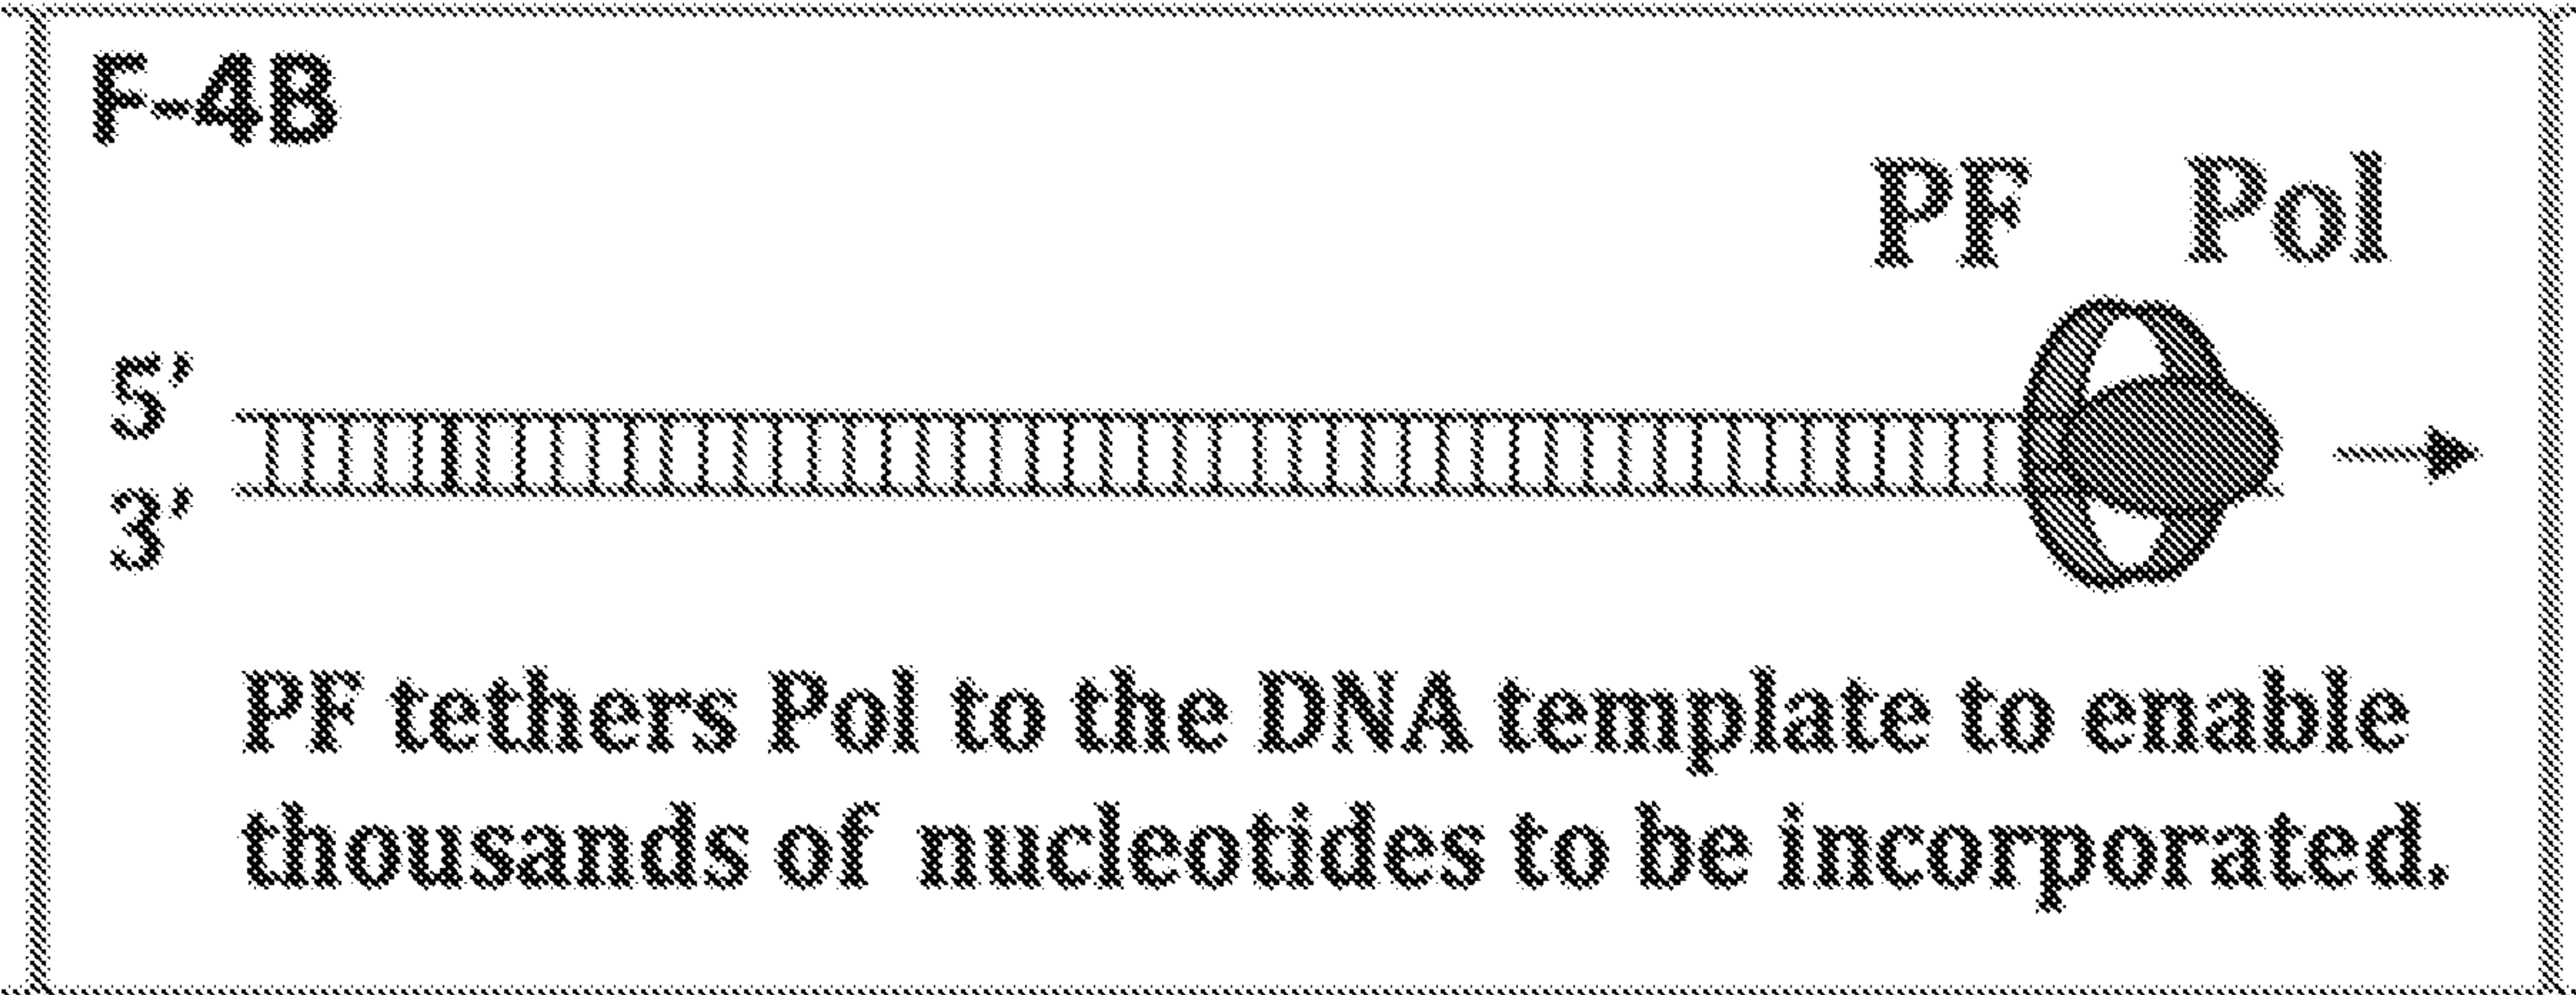 F-4B
PF Pol
5'
3'
PF tethers Pol to the DNA template to enable
thousands of nucleotides to be incorporated.